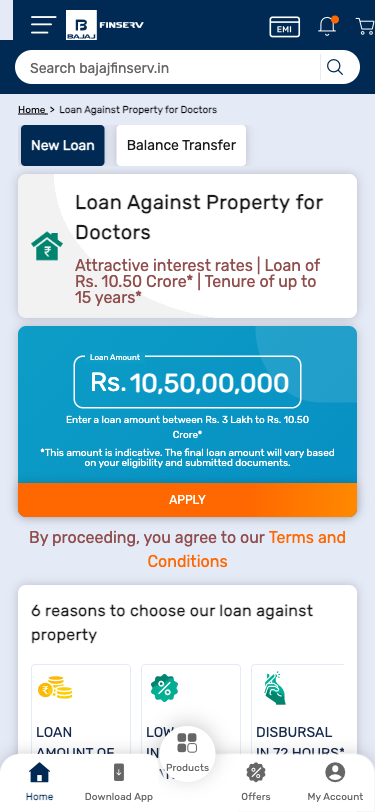 BAJAJ
FINSERV
EMI
Search bajajfinserv.in
Home > Loan Against Property for Doctors
New Loan
Balance Transfer
Loan Against Property for
Doctors
Attractive interest rates | Loan of
Rs. 10.50 Crore* | Tenure of up to
15 years*
Loan Amount
Rs. 10,50,00,000
Enter a loan amount between Rs. 3 Lakh to Rs. 10.50
Crore*
*This amount is indicative. The final loan amount will vary based
on your eligibility and submitted documents.
APPLY
By proceeding, you agree to our Terms and
Conditions
6 reasons to choose our loan against
property
LOAN
AMOUNT OF
LOW
DISBURSAL
IN 72 HOURS*
Home
Download App
Products
Offers
My Account